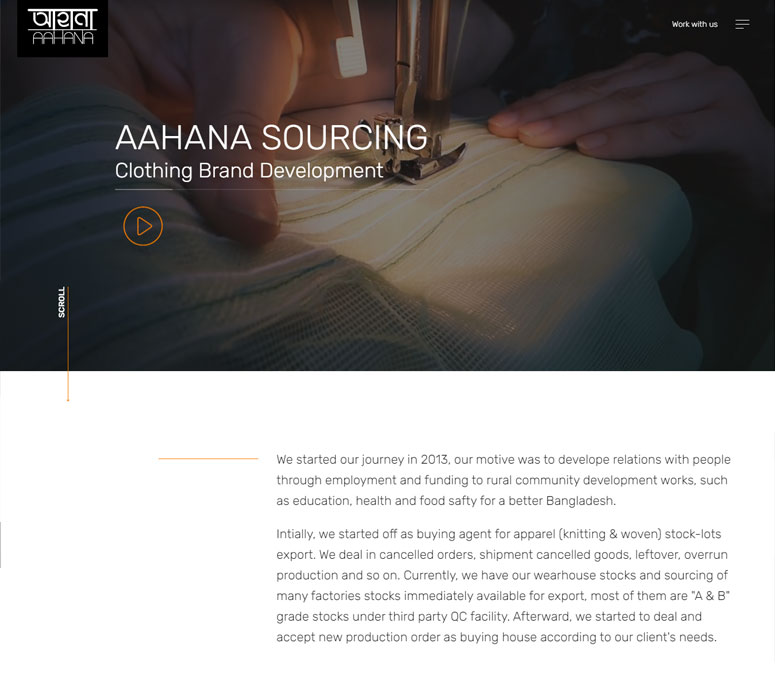 আহানা
AAHANA
Work with us
AAHANA SOURCING
Clothing Brand Development
SCROLL
We started our journey in 2013, our motive was to develope relations with people
through employment and funding to rural community development works, such
as education, health and food safty for a better Bangladesh.
Intially, we started off as buying agent for apparel (knitting & woven) stock-lots
export. We deal in cancelled orders, shipment cancelled goods, leftover, overrun
production and so on. Currently, we have our wearhouse stocks and sourcing of
many factories stocks immediately available for export, most of them are "A & B"
grade stocks under third party QC facility. Afterward, we started to deal and
accept new production order as buying house according to our client's needs.